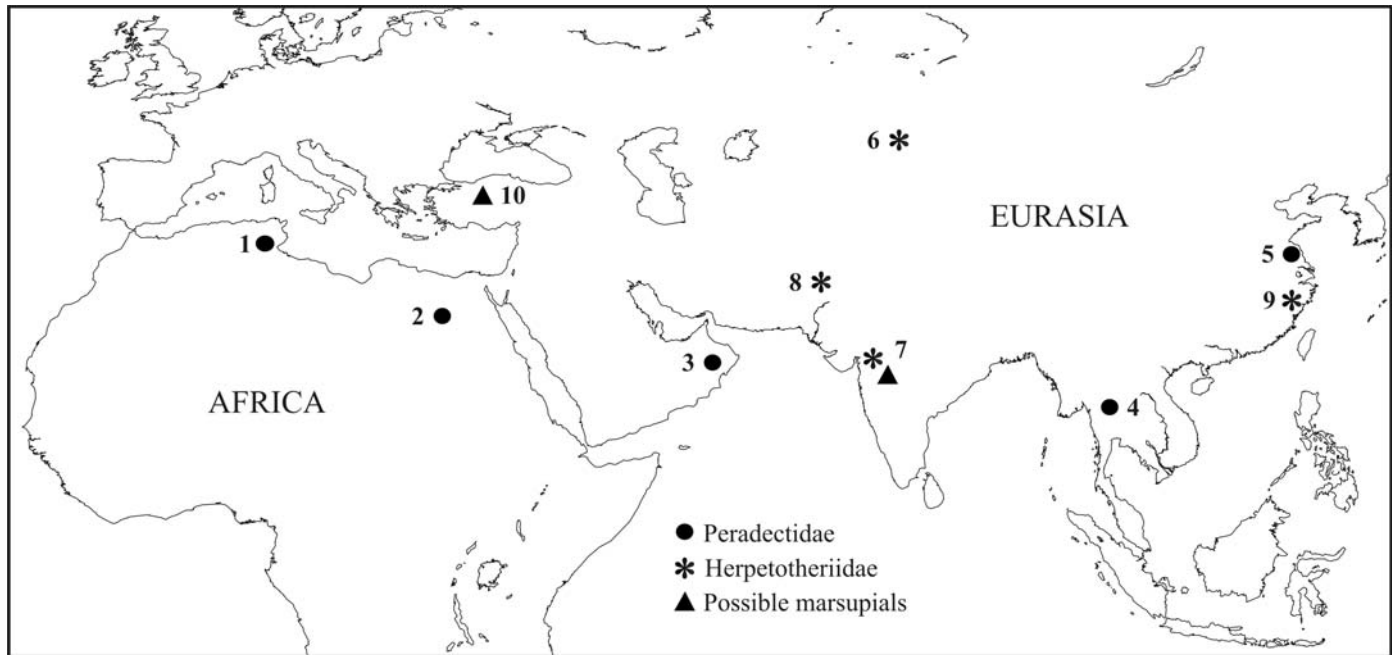 6
10
EURASIA
1
5
8
9
2
7
3
AFRICA
4
Peradectidae
Herpetotheriidae
Possible marsupials